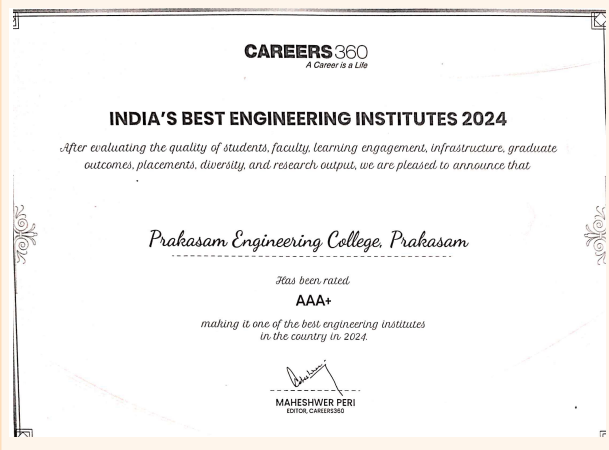 CAREERS360
A Career is a Life
INDIA'S BEST ENGINEERING INSTITUTES 2024
After evaluating the quality of students, faculty, learning engagement, infrastructure, graduate
outcomes, placements, diversity, and research output, we are pleased to announce that
Prakasam Engineering College, Prakasam
Has been rated
AAA+
making it one of the best engineering institutes
in the country in 2024.
MAHESHWER PERI
EDITOR, CAREERS360